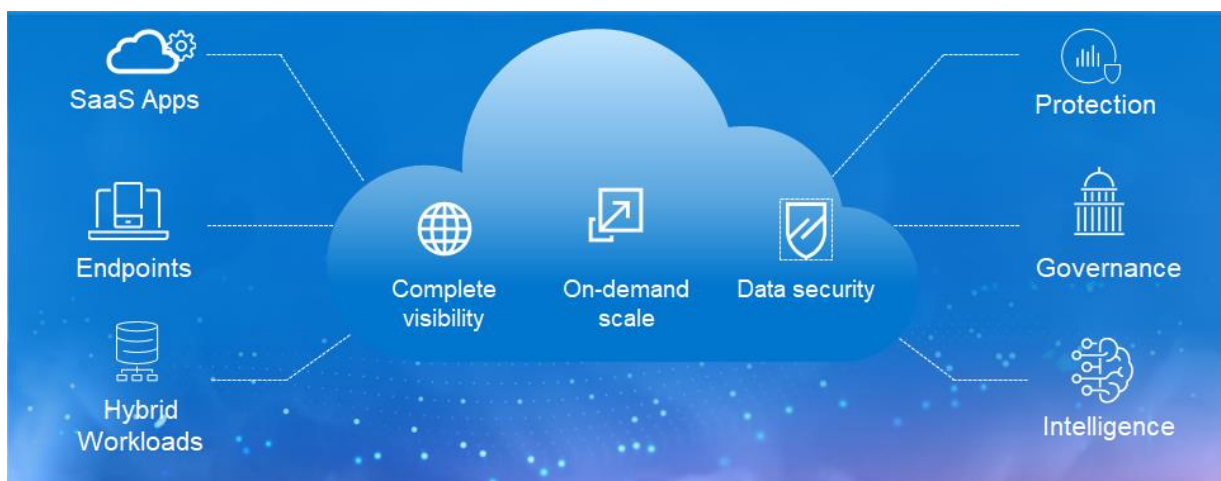 SaaS Apps
Endpoints
Hybrid
Workloads
Complete
visibility
On-demand
scale
Data security
Protection
Governance
Intelligence